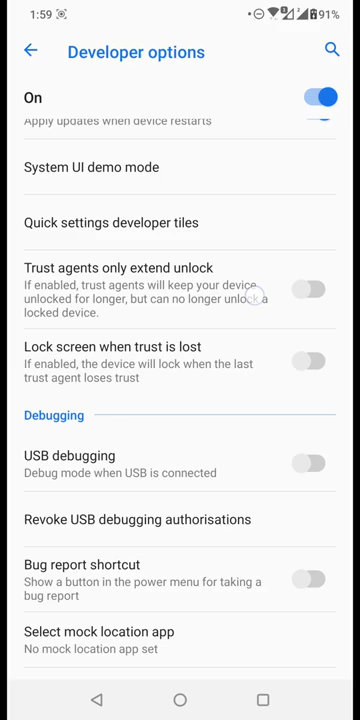 1:59
91%
Developer options
On
Apply updates when device restarts
System UI demo mode
Quick settings developer tiles
Trust agents only extend unlock
If enabled, trust agents will keep your device
unlocked for longer, but can no longer unlock a
locked device.
Lock screen when trust is lost
If enabled, the device will lock when the last
trust agent loses trust
Debugging
USB debugging
Debug mode when USB is connected
Revoke USB debugging authorisations
Bug report shortcut
Show a button in the power menu for taking a
bug report
Select mock location app
No mock location app set